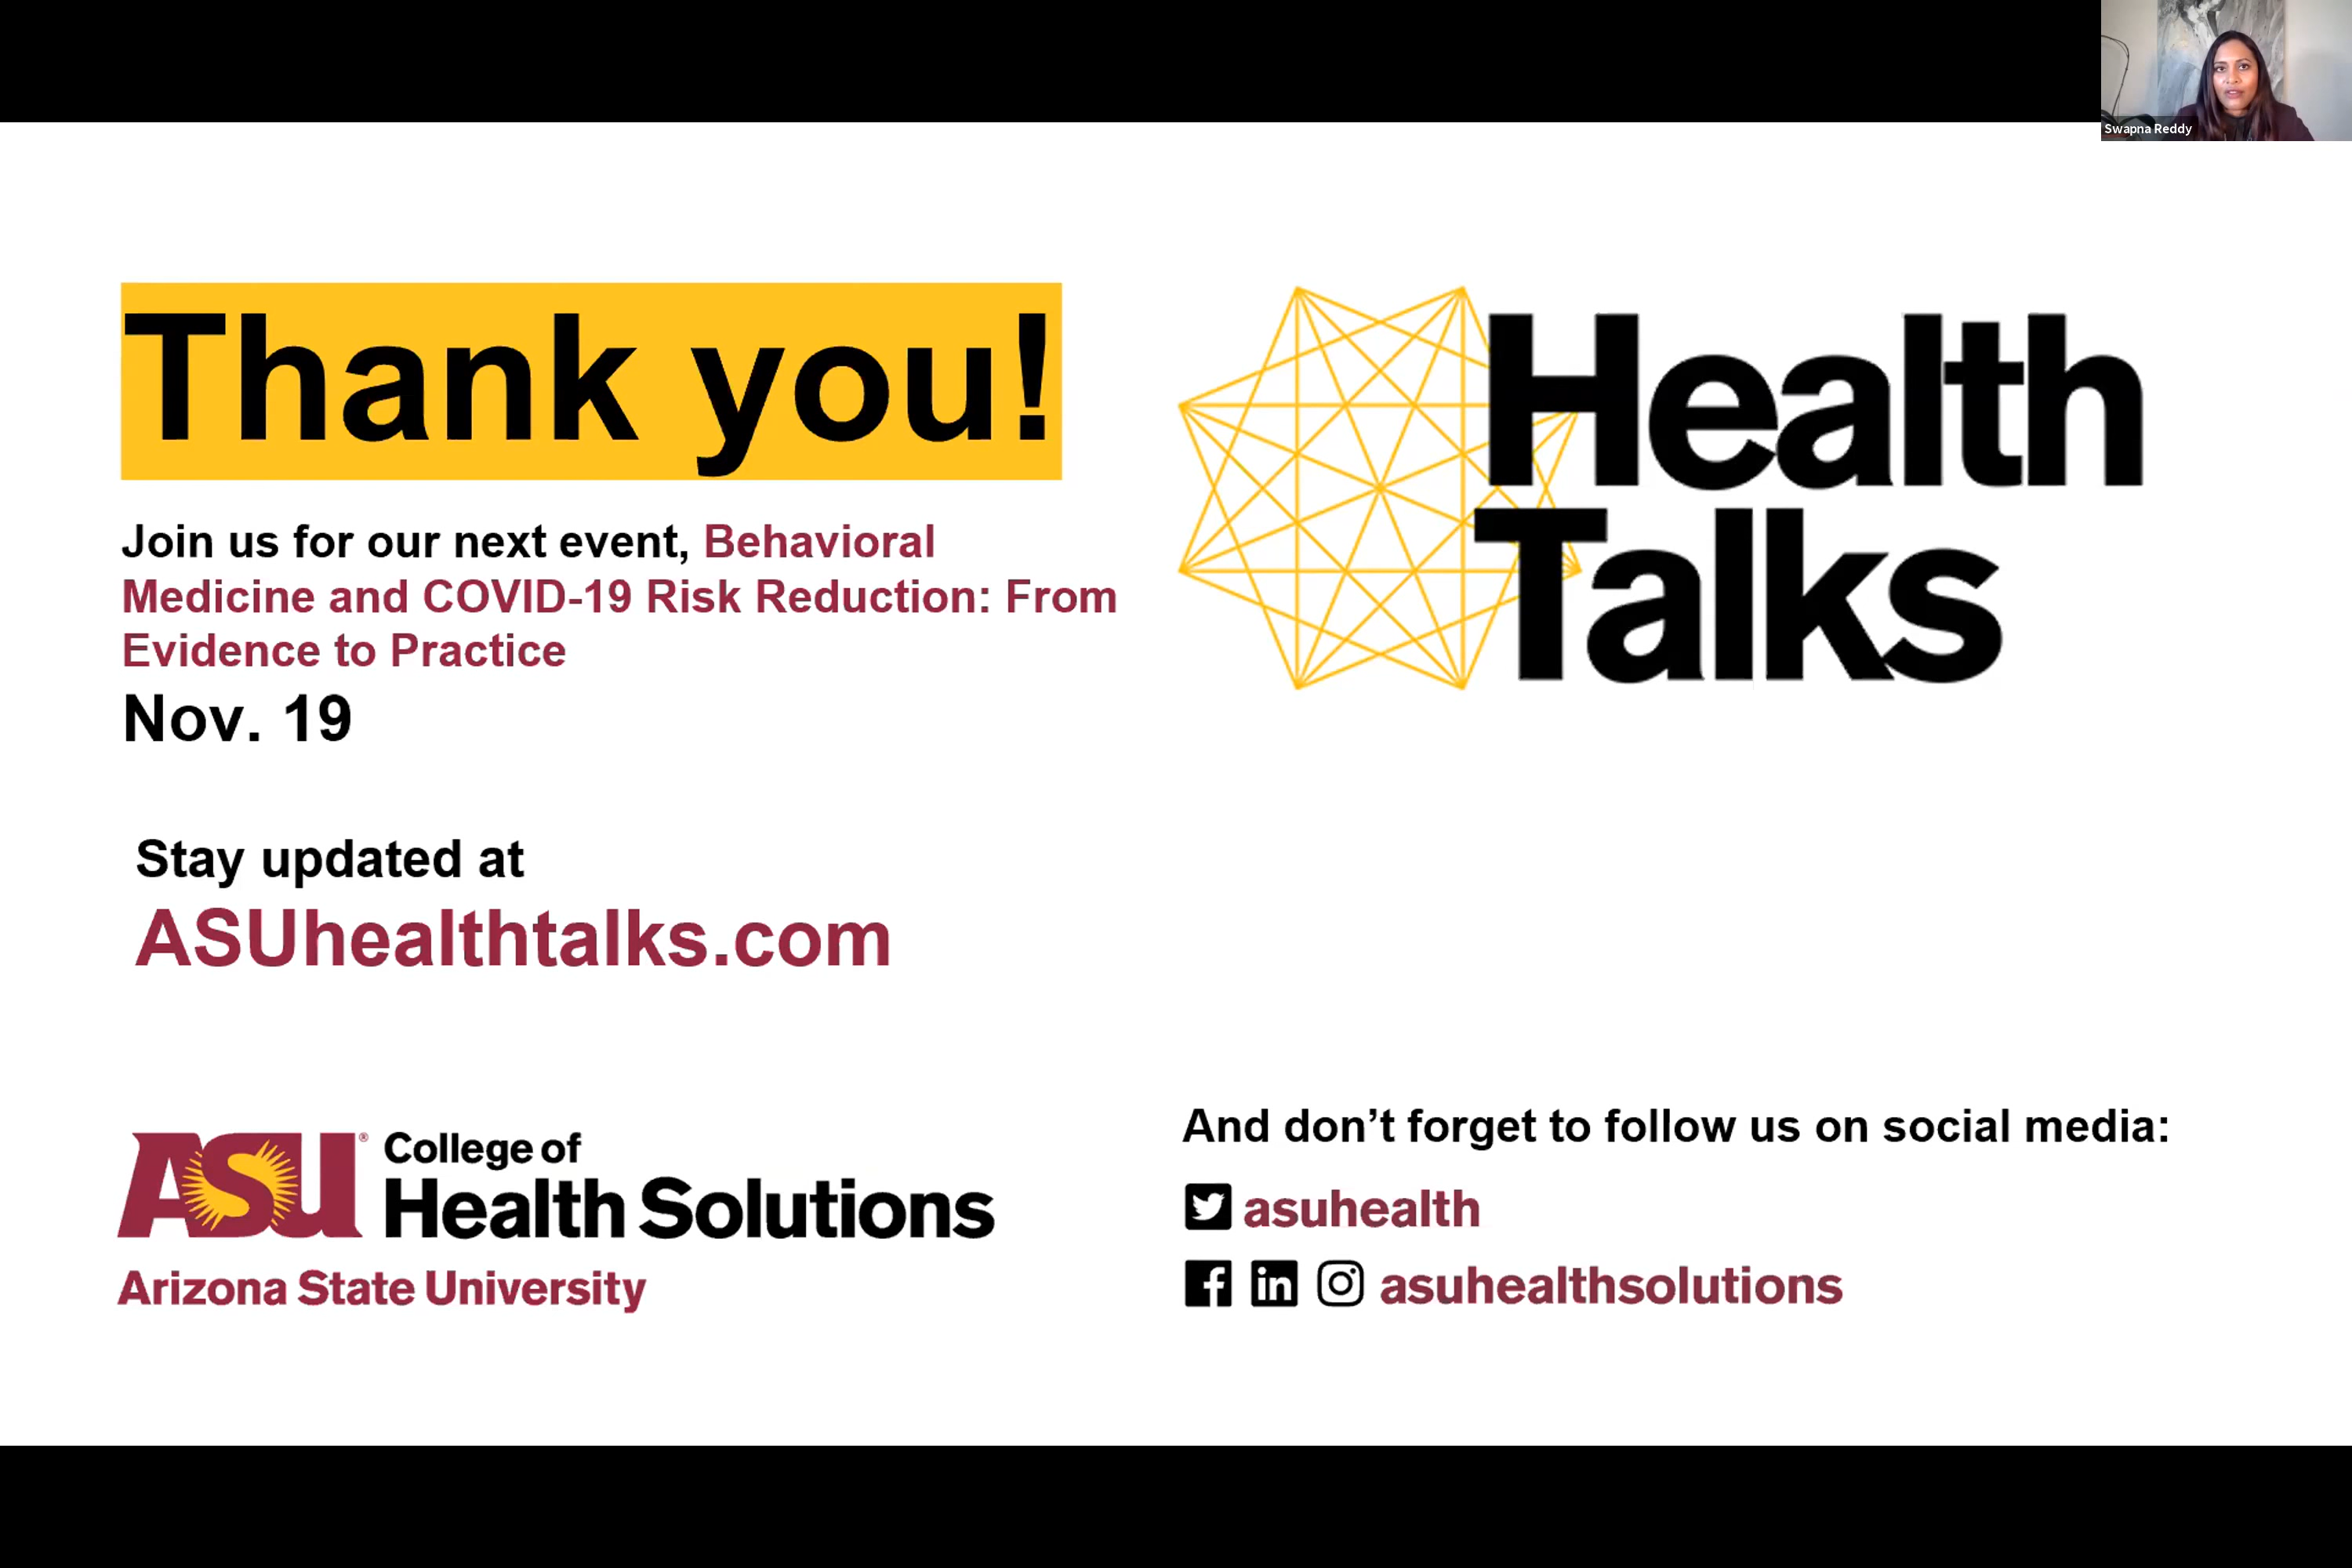 Swapna Reddy
Thank you!
Join us for our next event, Behavioral
Medicine and COVID-19 Risk Reduction: From
Evidence to Practice
Nov. 19
Stay updated at
ASUhealthtalks.com
Health
Talks
ASU® College of
Health Solutions
Arizona State University
And don’t forget to follow us on social media:
asuhealth
asuhealthsolutions